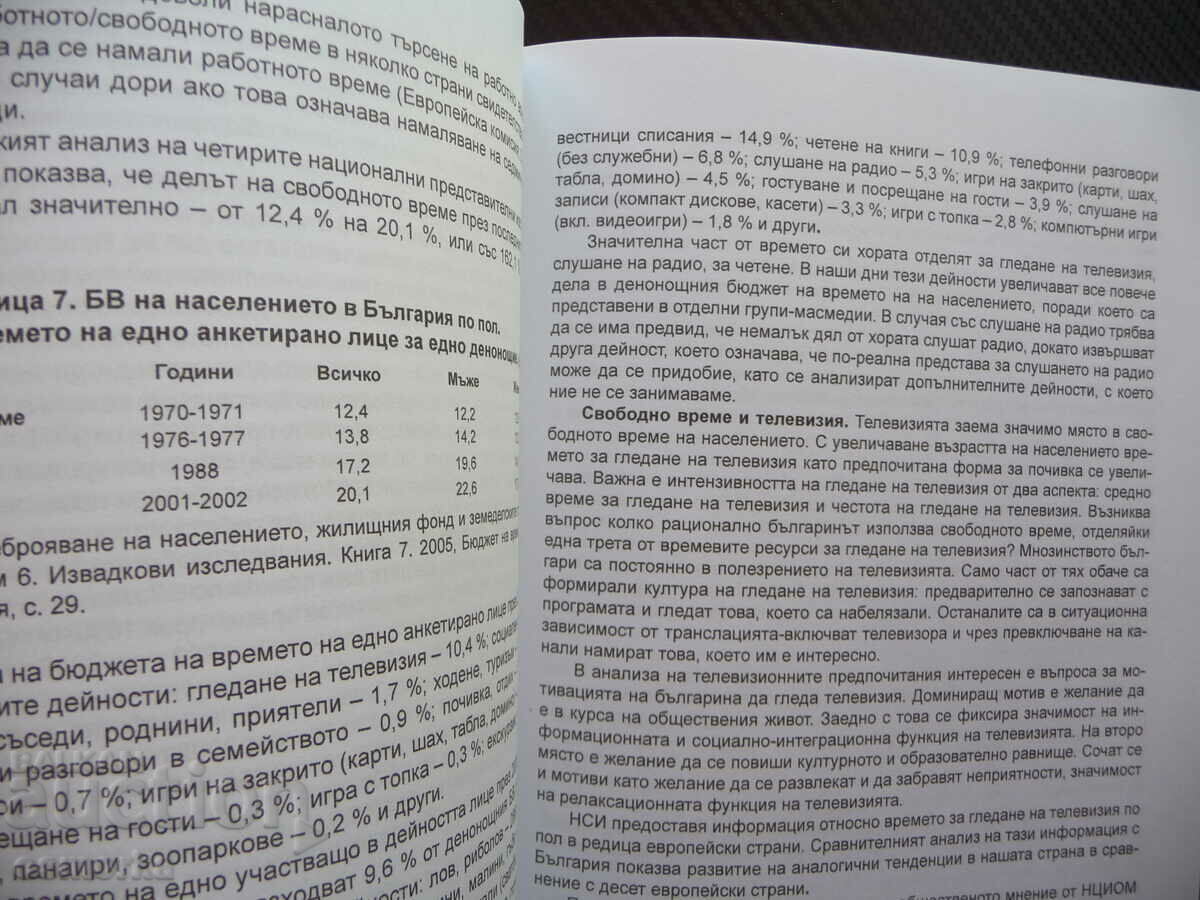 нарасналото търсене на работно
ботното/свободното време в няколко страни
а да се намали работното време (Европейска комисия
случаи дори ако това означава намаляване на
ди.
кият анализ на четирите национални представителни
показва, че делът на свободното време през
ал значително – от 12,4 % на 20,1 %, или със 162,1
ица 7. БВ на населението в България по пол.
емето на едно анкетирано лице за едно денонощие
Години Всичко Мъже
ме 1970-1971 12,4 12,2
1976-1977 13,8 14,2
1988 17,2 19,6
2001-2002 20,1 22,6
еброяване на населението, жилищния фонд и земеделските
м 6. Извадкови изследвания. Книга 7. 2005, Бюджет на
я, с. 29.
а на бюджета на времето на едно анкетирано лице
ите дейности: гледане на телевизия – 10,4 %;
съседи, роднини, приятели – 1,7 %; ходене, туризъм –
и разговори в семейството – 0,9 %; почивка, отдих –
си – 0,7 %; игри на закрито (карти, шах, табла, домино)
ещане на гости – 0,3 %; игра с топка – 0,3 %;
, панаири, зоопаркове – 0,2 % и други.
времето на едно участващо в дейността лице през
азходват 9,6 % от денонощния
ности: лов, риболов –
вестници списания – 14,9 %; четене на книги – 10,9 %; телефонни разговори
(без служебни) – 6,8 %; слушане на радио – 5,3 %; игри на закрито (карти, шах,
табла, домино) – 4,5 %; гостуване и посрещане на гости – 3,9 %; слушане на
записи (компакт дискове, касети) – 3,3 %; игри с топка – 2,8 %; компютърни игри
(вкл. видеоигри) – 1,8 % и други.
Значителна част от времето си хората отделят за гледане на телевизия,
слушане на радио, за четене. В наши дни тези дейности увеличават все повече
дела в денонощния бюджет на времето на на населението, поради което са
представени в отделни групи-масмедии. В случая със слушане на радио трябва
да се има предвид, че немалък дял от хората слушат радио, докато извършват
друга дейност, което означава, че по-реална представа за слушането на радио
може да се придобие, като се анализират допълнителните дейности, с което
ние не се занимаваме.
Свободно време и телевизия. Телевизията заема значимо място в сво-
бодното време на населението. С увеличаване възрастта на населението вре-
мето за гледане на телевизия като предпочитана форма за почивка се увели-
чава. Важна е интензивността на гледане на телевизия от два аспекта: средно
време за гледане на телевизия и честота на гледане на телевизия. Възниква
въпрос колко рационално българинът използва свободното време, отделяйки
една трета от времевите ресурси за гледане на телевизия? Мнозинството бъл-
гари са постоянно в полезрението на телевизията. Само част от тях обаче са
формирали култура на гледане на телевизия: предварително се запознават с
програмата и гледат това, което са набелязали. Останалите са в ситуационна
зависимост от транслацията-включват телевизора и чрез превключване на ка-
нали намират това, което им е интересно.
В анализа на телевизионните предпочитания интересен е въпроса за мо-
тивацията на българина да гледа телевизия. Доминиращ мотив е желание да
е в курса на обществения живот. Заедно с това се фиксира значимост на ин-
формационната и социално-интеграционна функция на телевизията. На второ
място е желание да се повиши културното и образователно равнище. Сочат се
и мотиви като желание да се развлекат и да забравят неприятности, значимост
на релаксационната функция на телевизията.
НСИ предоставя информация относно времето за гледане на телевизия по
пол в редица европейски страни. Сравнителният анализ на тази информация с
България показва развитие на аналогични тенденции в нашата страна в срав-
нение с десет европейски страни.
общественото мнение от НЦИОМ